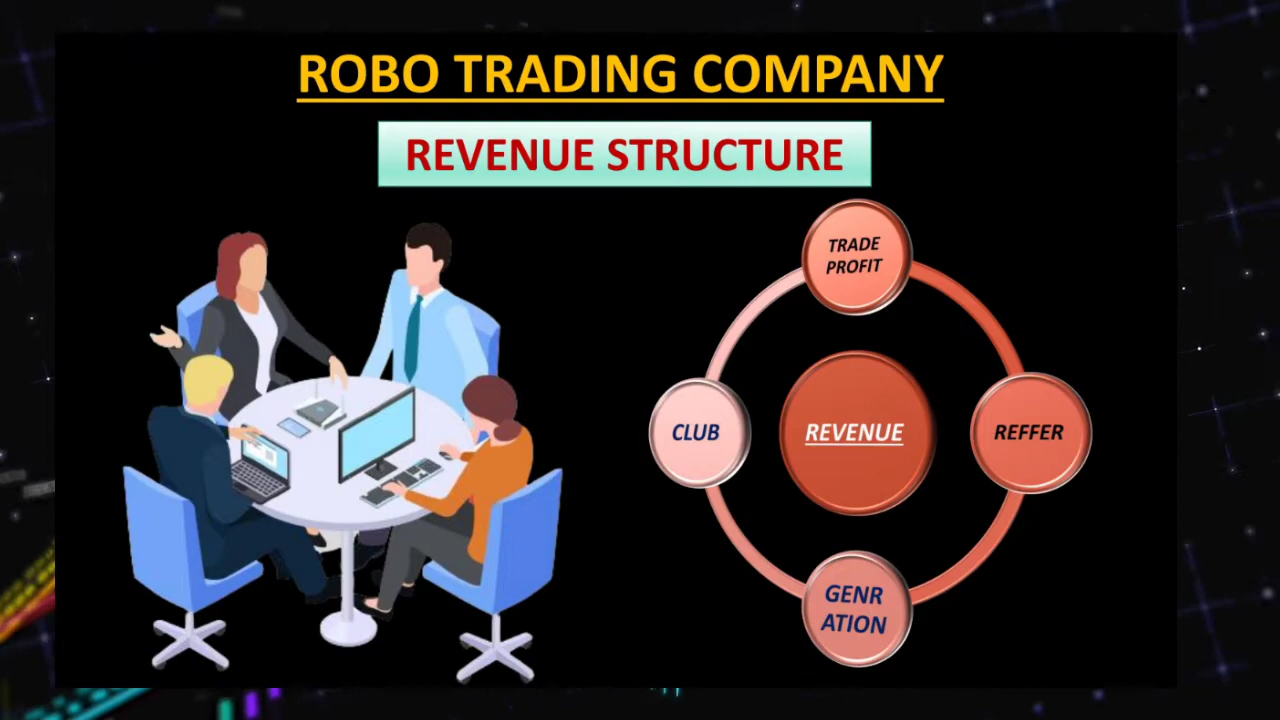 ROBO TRADING COMPANY
REVENUE STRUCTURE
TRADE
PROFIT
CLUB
REVENUE
REFFER
GENR
ATION